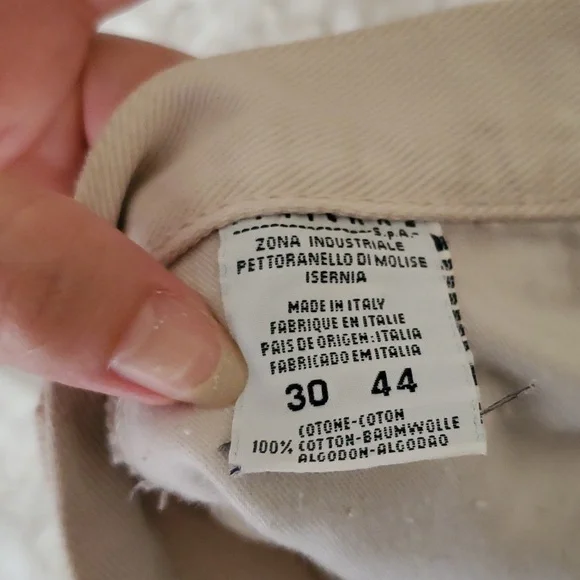 S.p.A.
ZONA INDUSTRIALE
PETTORANELLO DI MOLISE
ISERNIA
MADE IN ITALY
FABRIQUE EN ITALIE
PAIS DE ORIGEN:ITALIA
FABRICADO EM ITALIA
30 44
COTONE-COTON
100% COTTON-BAUMWOLLE
ALGODON-ALGODAO